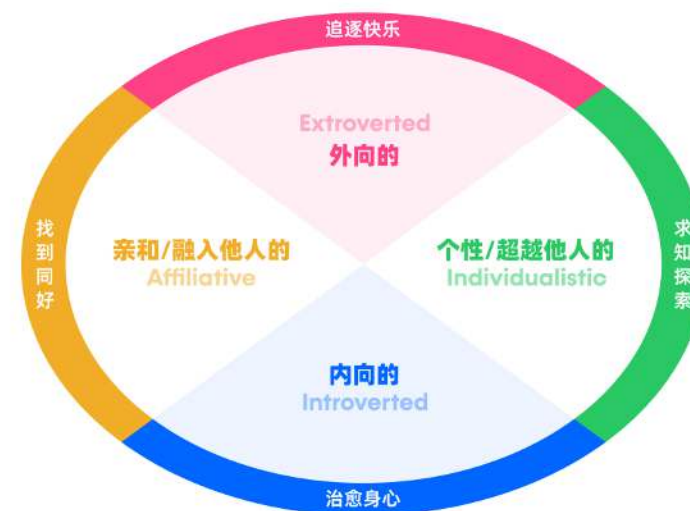 追逐快乐
Extroverted
外向的
找到同好
亲和/融入他人的
Affiliative
个性/超越他人的
Individualistic
求知探索
内向的
Introverted
治愈身心